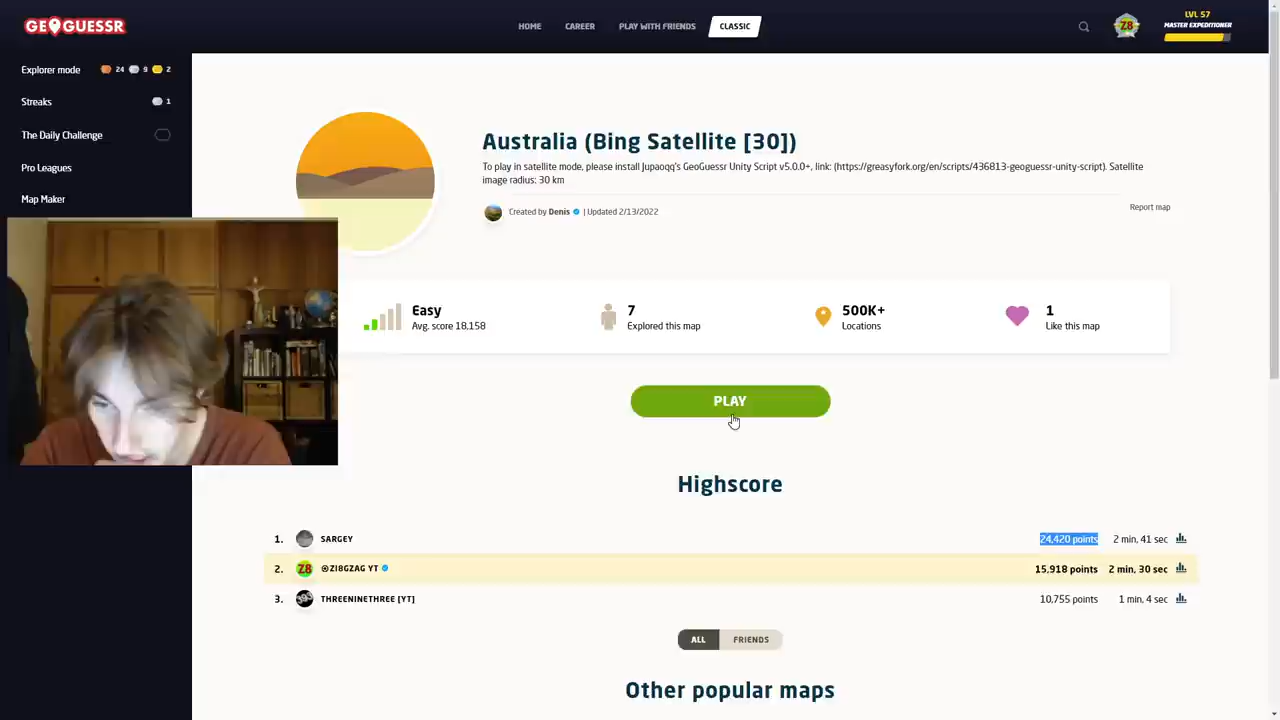 GEOGUESSR
HOME
CAREER
PLAY WITH FRIENDS
CLASSIC
Z8
LVL 57
MASTER EXPEDITIONER
Explorer mode
24
9
2
Streaks
1
The Daily Challenge
Pro Leagues
Map Maker
Australia (Bing Satellite [30])
To play in satellite mode, please install Jupaoqq's GeoGuessr Unity Script v5.0.0+, link: (https://greasyfork.org/en/scripts/436813-geoguessr-unity-script). Satellite
image radius: 30 km
Created by Denis | Updated 2/13/2022
Report map
Easy
Avg. score 18,158
7
Explored this map
500K+
Locations
1
Like this map
PLAY
Highscore
1. SARGEY 24,420 points 2 min, 41 sec
2. Z8 ZI8GZAG YT 15,918 points 2 min, 30 sec
3. THREENINETHREE [YT] 10,755 points 1 min, 4 sec
ALL
FRIENDS
Other popular maps